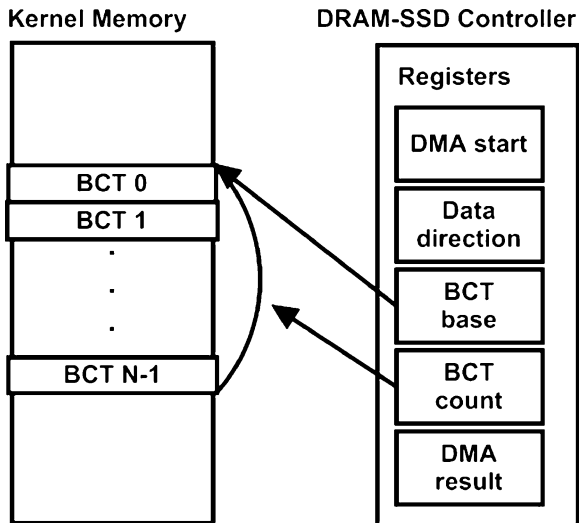 Kernel Memory
DRAM-SSD Controller
Registers
DMA start
Data
direction
BCT
base
BCT
count
DMA
result
BCT 0
BCT 1
.
.
.
BCT N-1